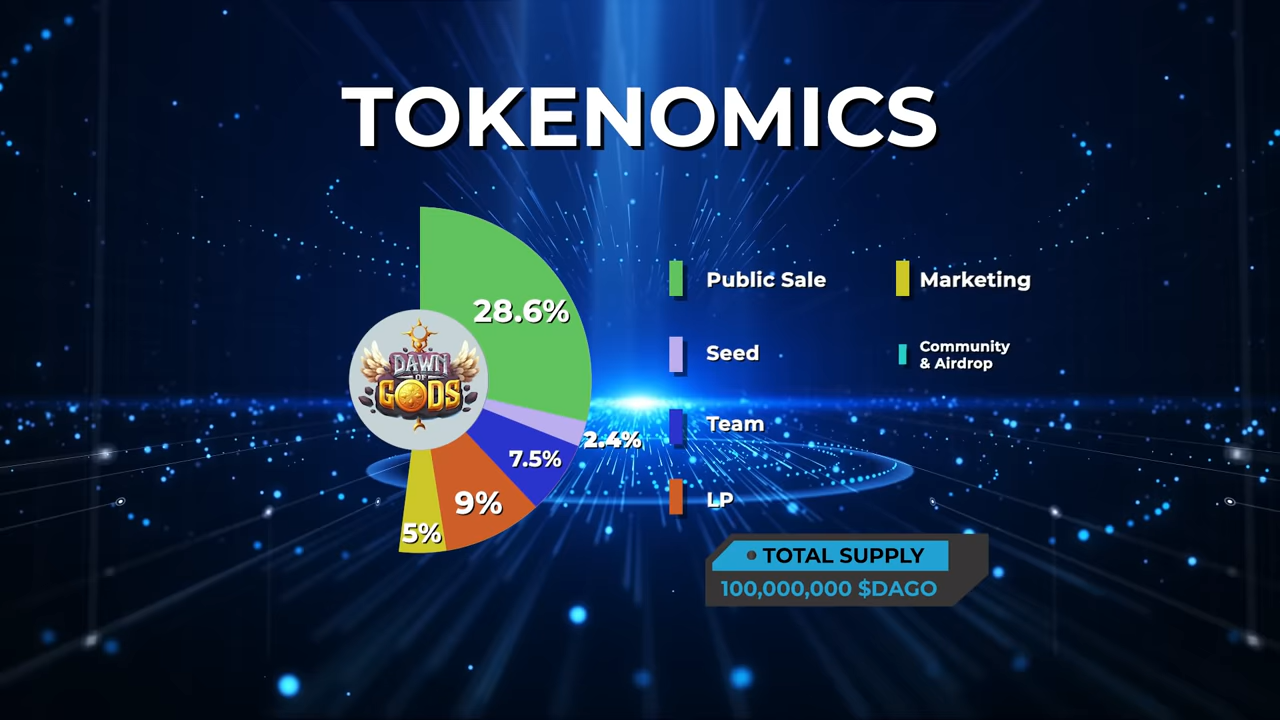 TOKENOMICS
28.6%
2.4%
7.5%
9%
5%
DAWN
OF
GODS
Public Sale
Seed
Team
LP
Marketing
Community
& Airdrop
TOTAL SUPPLY
100,000,000 $DAGO